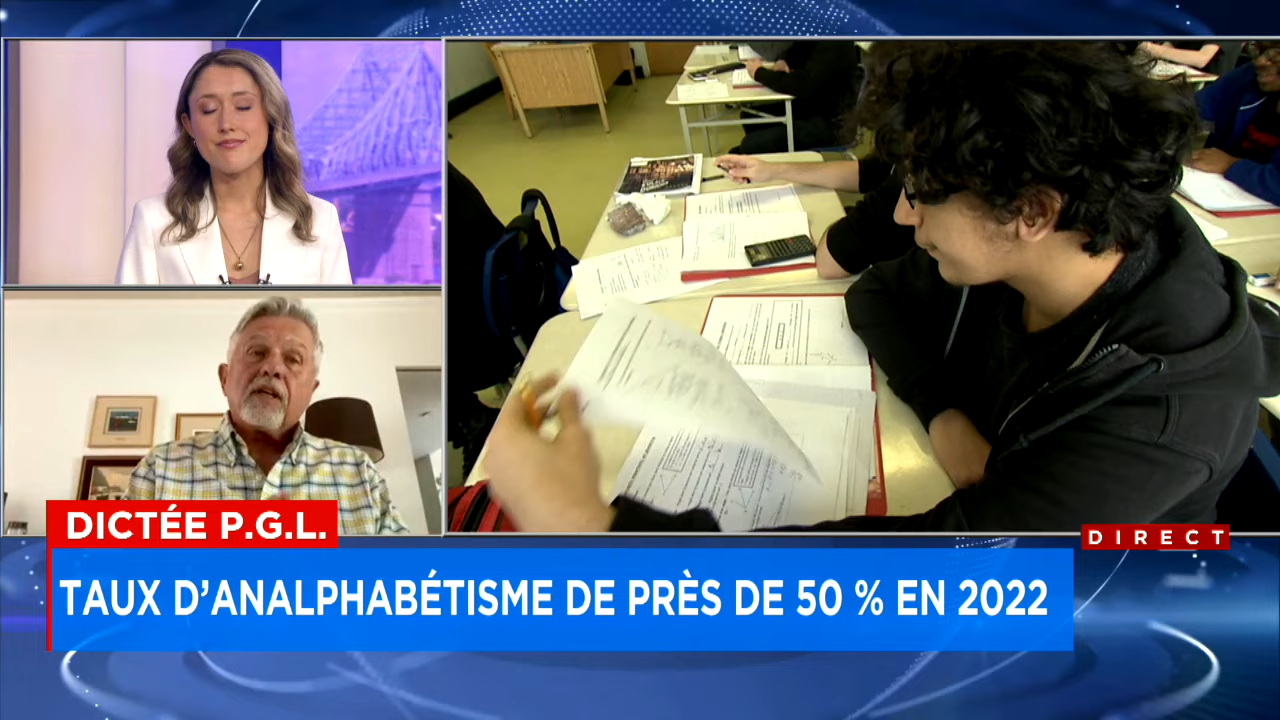 DICTÉE P.G.L.
DIRECT
TAUX D'ANALPHABÉTISME DE PRÈS DE 50 % EN 2022